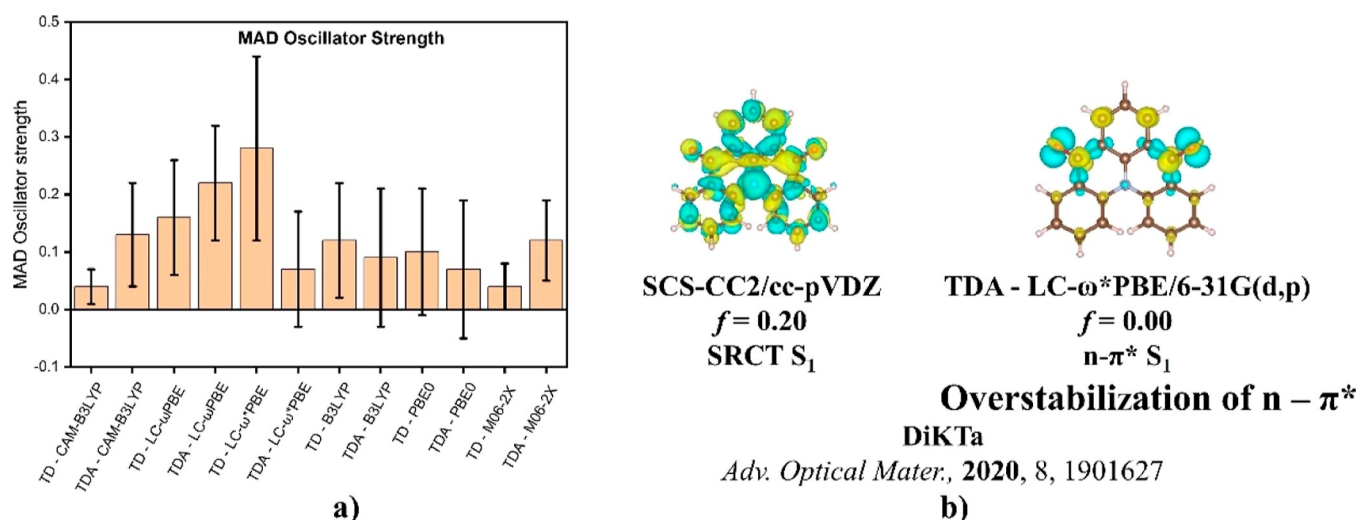 MAD Oscillator Strength
MAD Oscillator strength
0.5
0.4
0.3
0.2
0.1
0.0
-0.1
TD - CAM-B3LYP
TDA - CAM-B3LYP
TD - LC-ωPBE
TDA - LC-ωPBE
TD - LC-ω*PBE
TDA - LC-ω*PBE
TD - B3LYP
TDA - B3LYP
TD - PBE0
TDA - PBE0
TD - M06-2X
TDA - M06-2X
a)
SCS-CC2/cc-pVDZ
f = 0.20
SRCT S₁
TDA - LC-ω*PBE/6-31G(d,p)
f = 0.00
n-π* S₁
Overstabilization of n – π*
DiKTa
Adv. Optical Mater., 2020, 8, 1901627
b)